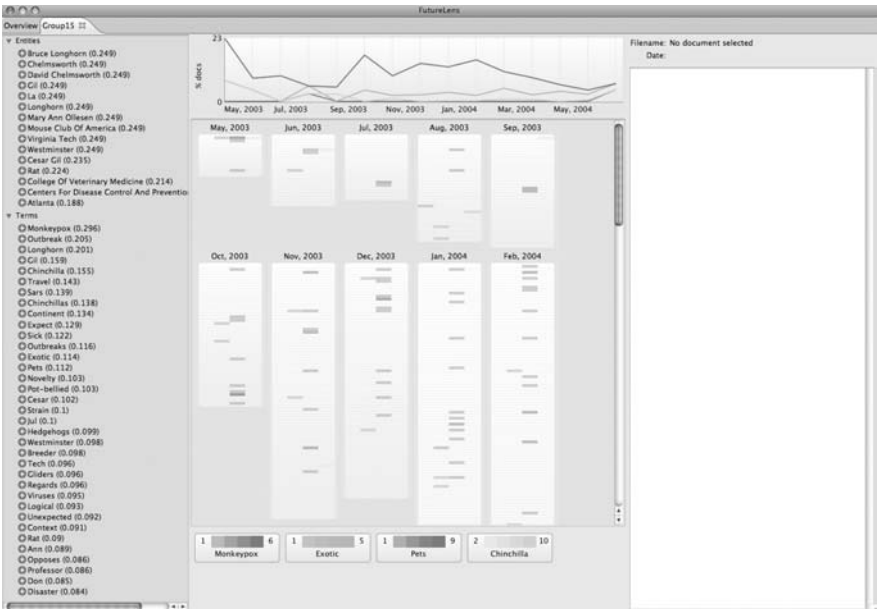 FutureLens
Overview Group15
Entities
Bruce Longhorn (0.249)
Chelmsworth (0.249)
David Chelmsworth (0.249)
Gil (0.249)
La (0.249)
Longhorn (0.249)
Mary Ann Ollesen (0.249)
Mouse Club Of America (0.249)
Virginia Tech (0.249)
Westminster (0.249)
Cesar Gil (0.235)
Rat (0.224)
College Of Veterinary Medicine (0.214)
Centers For Disease Control And Preventio
Atlanta (0.188)
Terms
Monkeypox (0.296)
Outbreak (0.205)
Longhorn (0.201)
Gil (0.159)
Chinchilla (0.155)
Travel (0.143)
Sars (0.139)
Chinchillas (0.138)
Continent (0.134)
Expect (0.129)
Sick (0.122)
Outbreaks (0.116)
Exotic (0.114)
Pets (0.112)
Novelty (0.103)
Pot-bellied (0.103)
Cesar (0.102)
Strain (0.1)
Jul (0.1)
Hedgehogs (0.099)
Westminster (0.098)
Breeder (0.098)
Tech (0.096)
Gliders (0.096)
Regards (0.096)
Viruses (0.095)
Logical (0.093)
Unexpected (0.092)
Context (0.091)
Rat (0.09)
Ann (0.089)
Opposes (0.086)
Professor (0.086)
Don (0.085)
Disaster (0.084)
23
% docs
0
May, 2003 Jul, 2003 Sep, 2003 Nov, 2003 Jan, 2004 Mar, 2004 May, 2004
May, 2003 Jun, 2003 Jul, 2003 Aug, 2003 Sep, 2003
Oct, 2003 Nov, 2003 Dec, 2003 Jan, 2004 Feb, 2004
1 6 1 5 1 9 2 10
Monkeypox Exotic Pets Chinchilla
Filename: No document selected
Date: